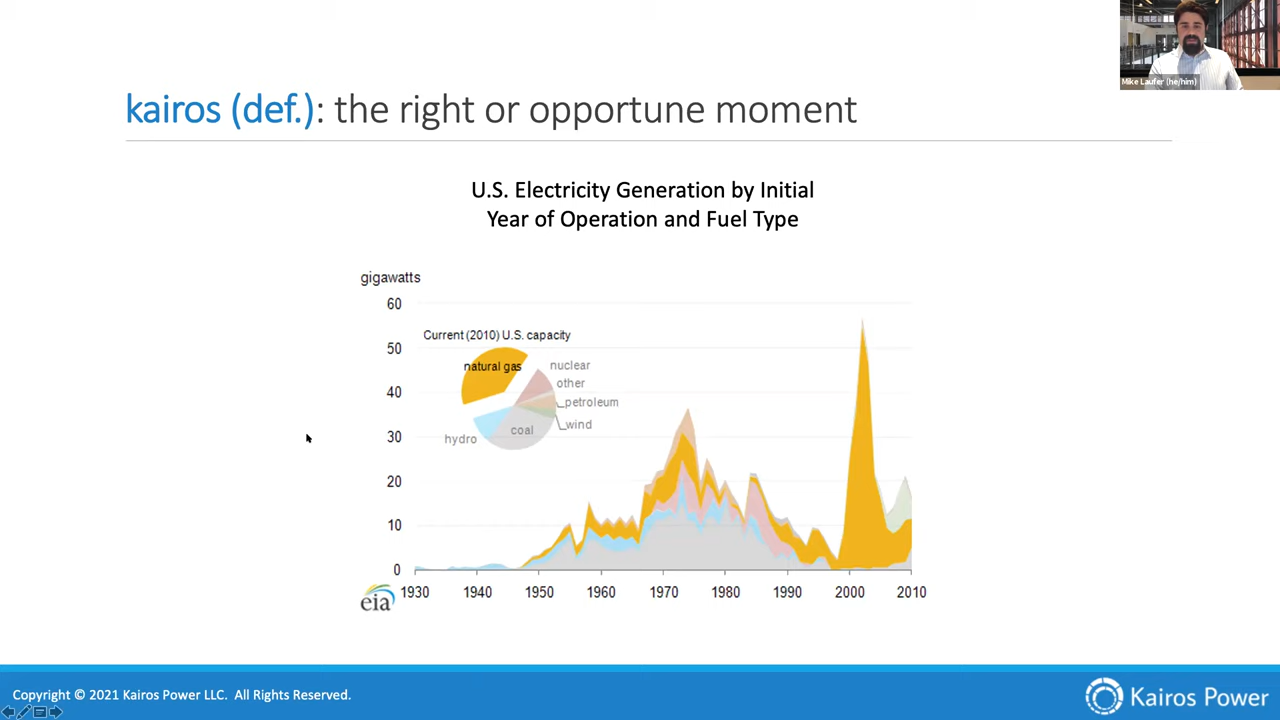 Mike Laufer (he/him)
kairos (def.): the right or opportune moment
U.S. Electricity Generation by Initial
Year of Operation and Fuel Type
gigawatts
60
50
40
30
20
10
0
Current (2010) U.S. capacity
natural gas
nuclear
other
petroleum
wind
coal
hydro
eia
1930 1940 1950 1960 1970 1980 1990 2000 2010
Copyright © 2021 Kairos Power LLC. All Rights Reserved.
Kairos Power